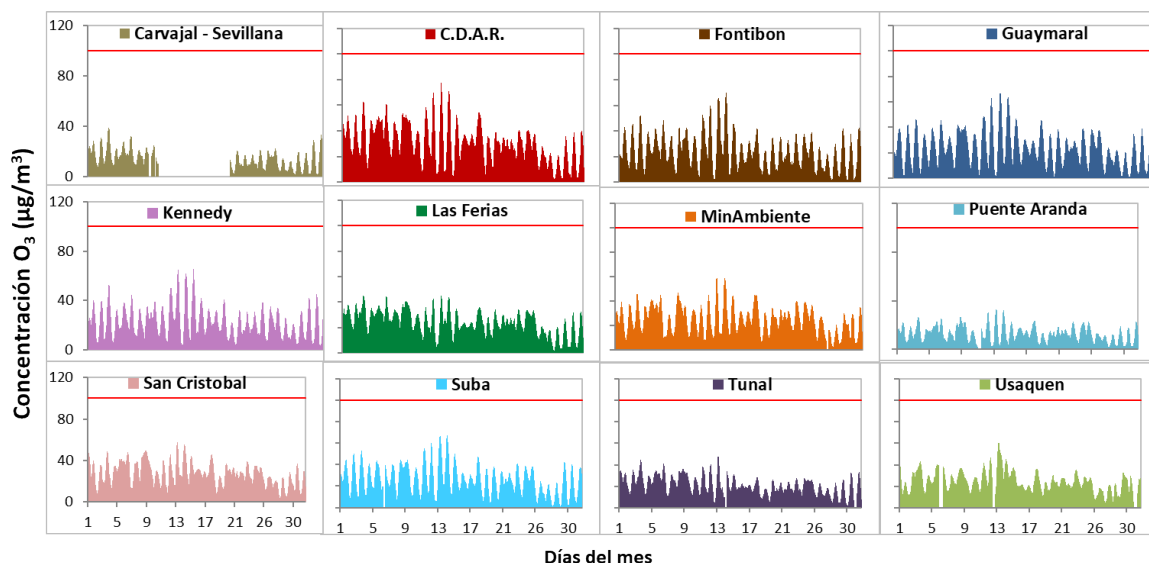 Concentración O₃ (µg/m³)
120
80
40
0
Carvajal - Sevillana
C.D.A.R.
Fontibon
Guaymaral
120
80
40
0
Kennedy
Las Ferias
MinAmbiente
Puente Aranda
120
80
40
0
San Cristobal
Suba
Tunal
Usaquen
1 5 9 13 17 21 25 30
1 5 9 13 17 21 26 30
1 5 9 13 17 21 26 30
1 5 9 13 17 21 26 30
Días del mes